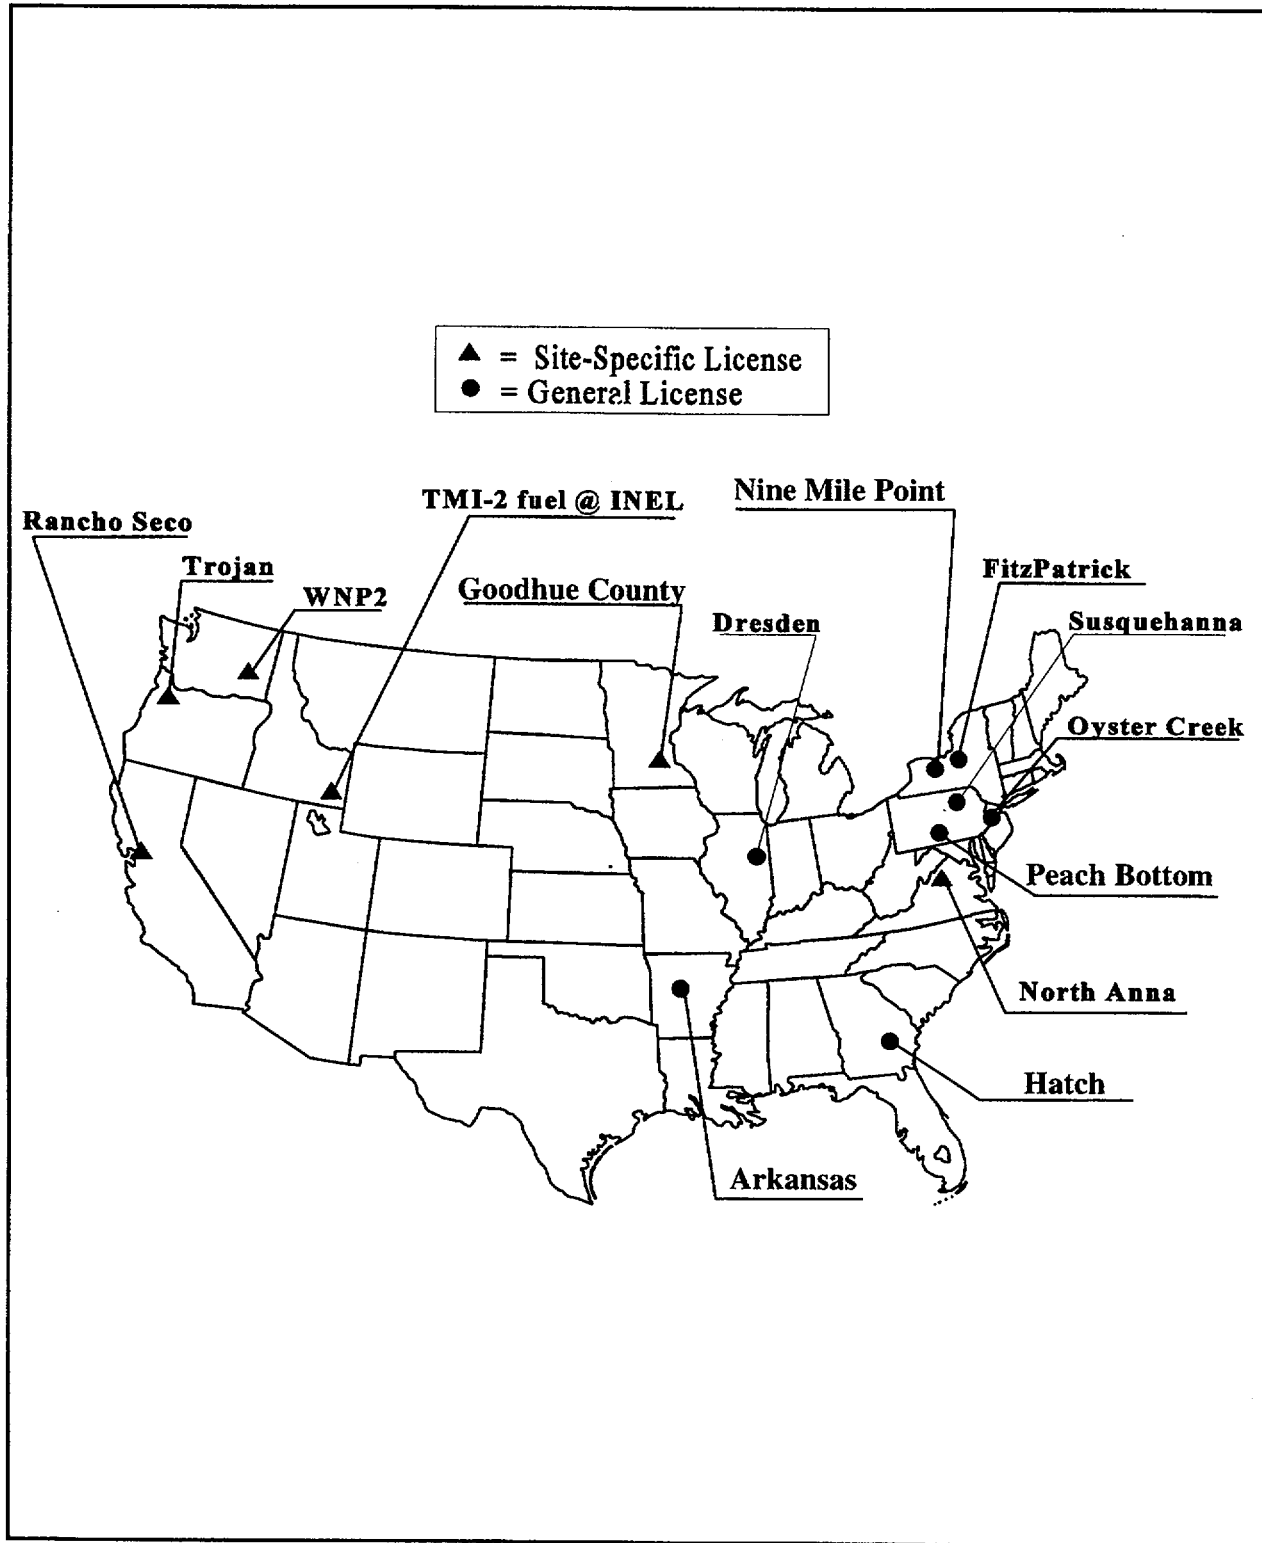 ▲ = Site-Specific License
● = General License
Nine Mile Point
TMI-2 fuel @ INEL
Rancho Seco
Trojan
FitzPatrick
WNP2
Goodhue County
Dresden
Susquehanna
Oyster Creek
Peach Bottom
North Anna
Hatch
Arkansas